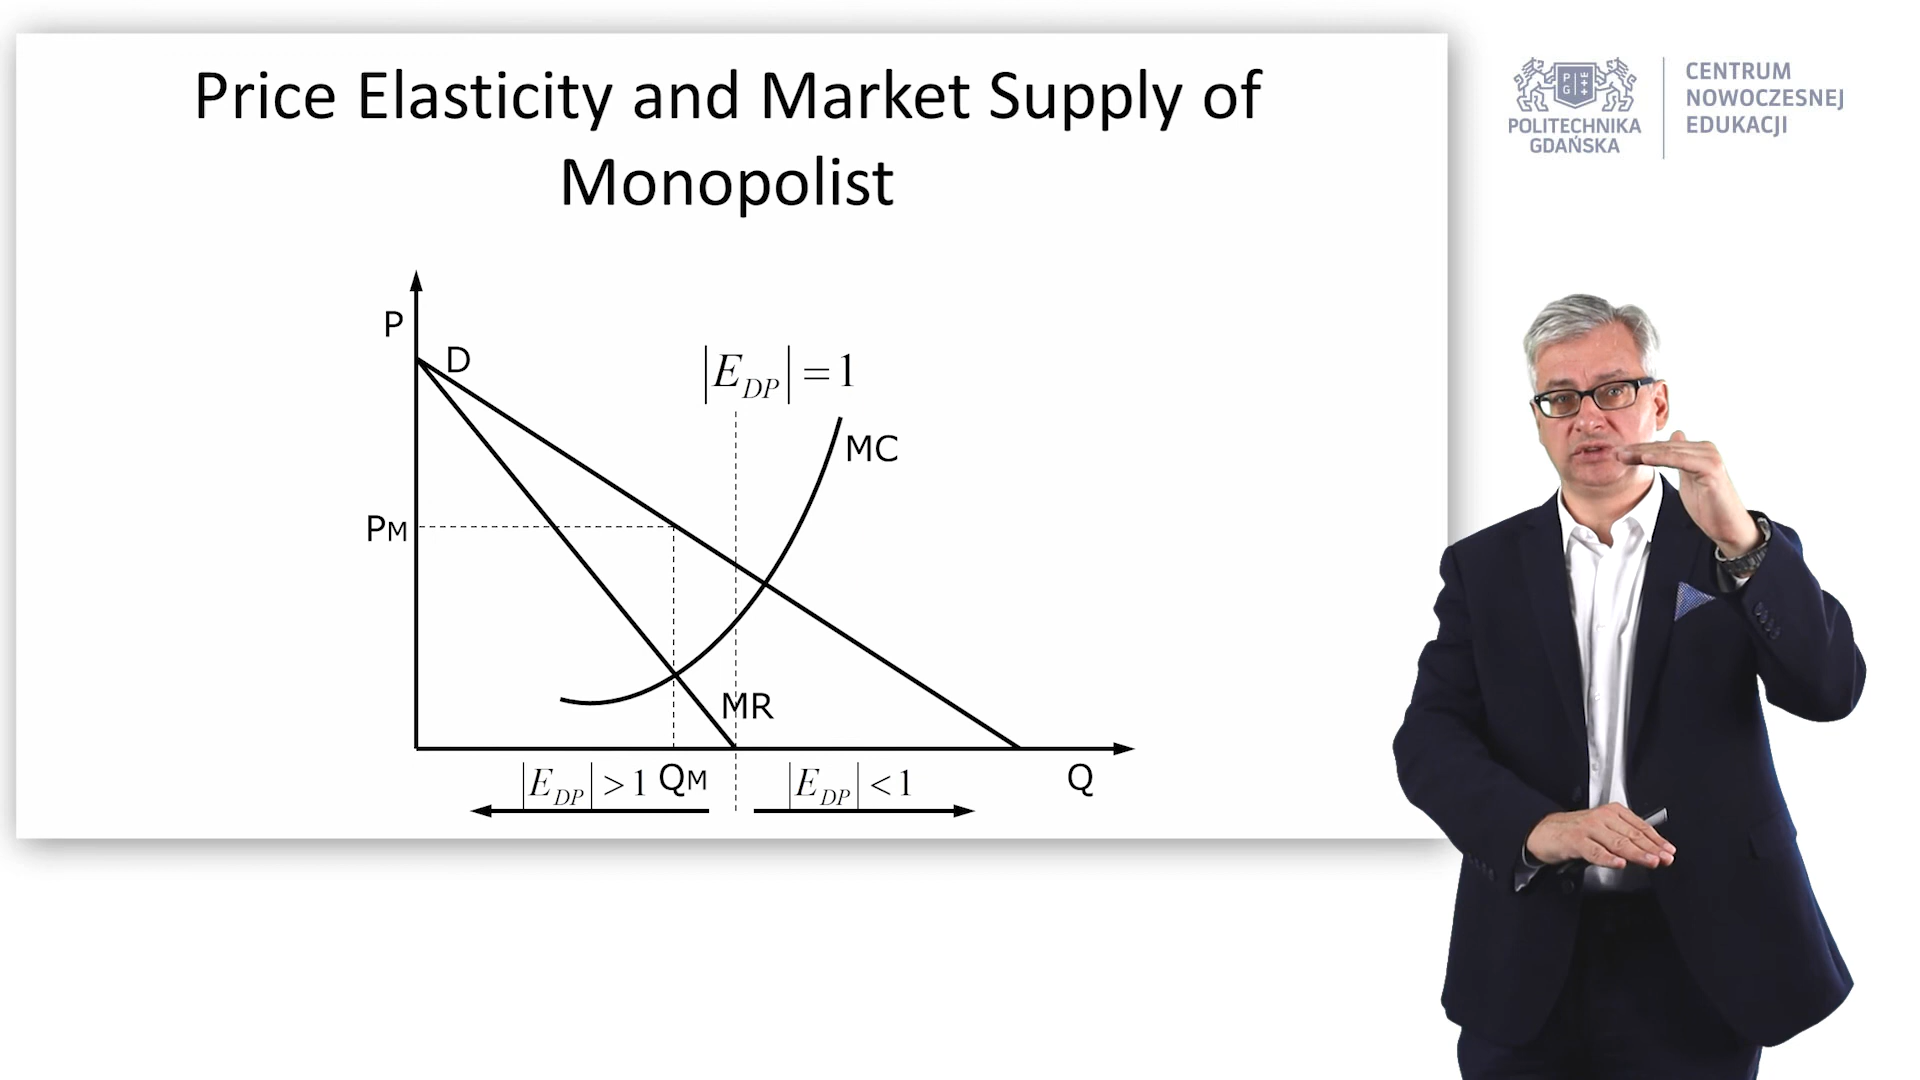 Price Elasticity and Market Supply of
Monopolist
P
D
|E_DP| = 1
MC
PM
MR
|E_DP| > 1
QM
|E_DP| < 1
Q
POLITECHNIKA
GDAŃSKA
CENTRUM
NOWOCZESNEJ
EDUKACJI
P G